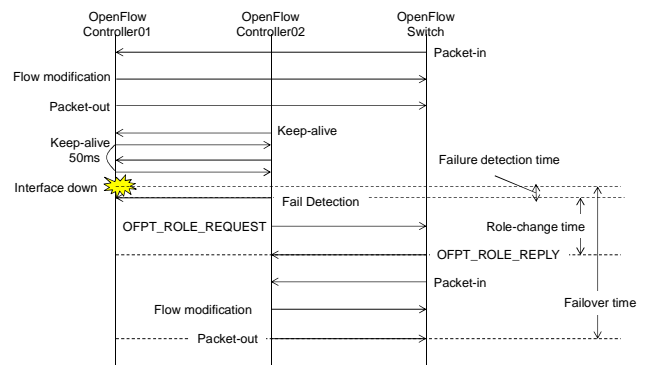 OpenFlow
Controller01
OpenFlow
Controller02
OpenFlow
Switch
Packet-in
Flow modification
Packet-out
Keep-alive
Keep-alive
50ms
Failure detection time
Interface down
Fail Detection
OFPT_ROLE_REQUEST
Role-change time
OFPT_ROLE_REPLY
Packet-in
Failover time
Flow modification
Packet-out